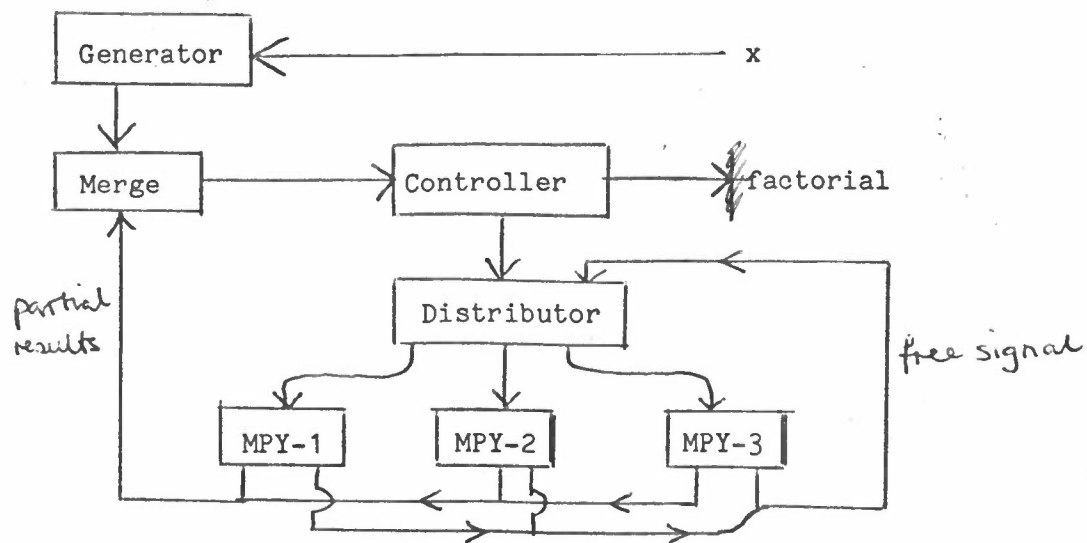 Generator
x
Merge
Controller
factorial
Distributor
partial
results
free signal
MPY-1
MPY-2
MPY-3